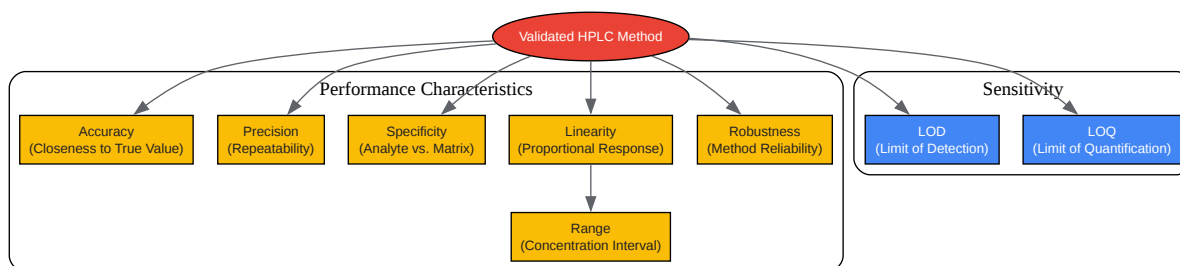 Validated HPLC Method
Performance Characteristics
Sensitivity
Accuracy
(Closeness to True Value)
Precision
(Repeatability)
Specificity
(Analyte vs. Matrix)
Linearity
(Proportional Response)
Robustness
(Method Reliability)
LOD
(Limit of Detection)
LOQ
(Limit of Quantification)
Range
(Concentration Interval)